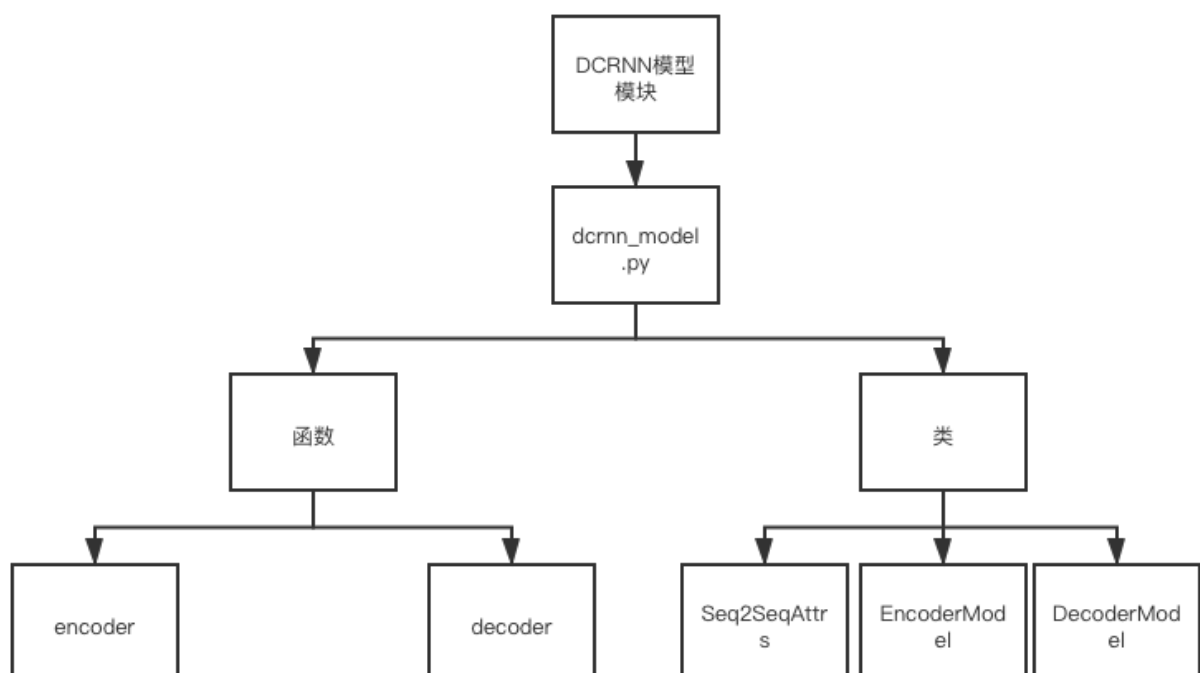 DCRNN模型
模块
dcrnn_model
.py
函数
类
encoder
decoder
Seq2SeqAttr
s
EncoderMod
el
DecoderMod
el